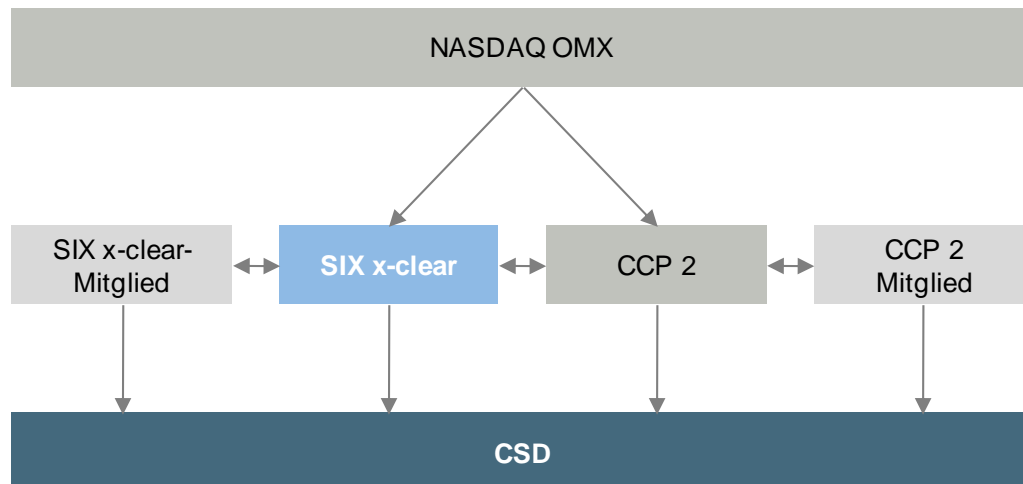 NASDAQ OMX
SIX x-clear-
Mitglied
SIX x-clear
CCP 2
CCP 2
Mitglied
CSD